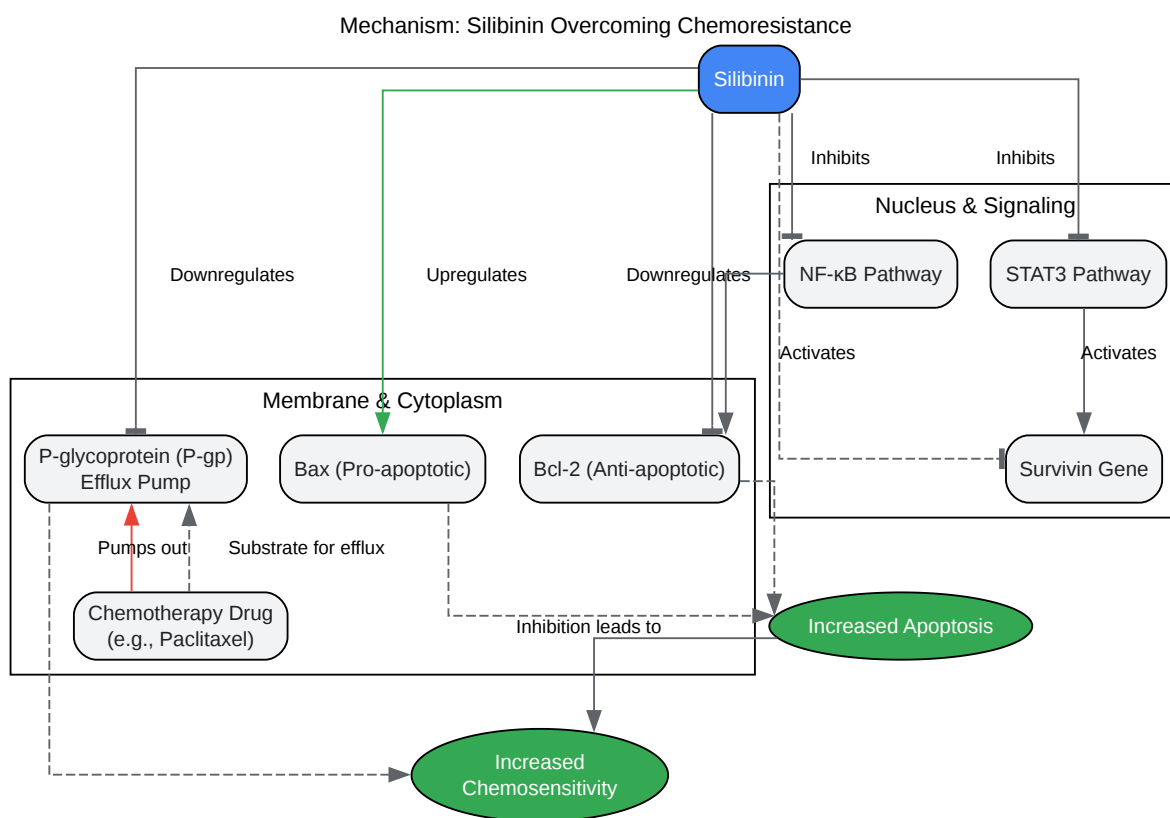 Mechanism: Silibinin Overcoming Chemoresistance
Silibinin
Inhibits
Inhibits
Nucleus & Signaling
NF-κB Pathway
STAT3 Pathway
Downregulates
Upregulates
Downregulates
Activates
Activates
Membrane & Cytoplasm
P-glycoprotein (P-gp)
Efflux Pump
Bax (Pro-apoptotic)
Bcl-2 (Anti-apoptotic)
Survivin Gene
Pumps out
Substrate for efflux
Chemotherapy Drug
(e.g., Paclitaxel)
Inhibition leads to
Increased Apoptosis
Increased
Chemosensitivity